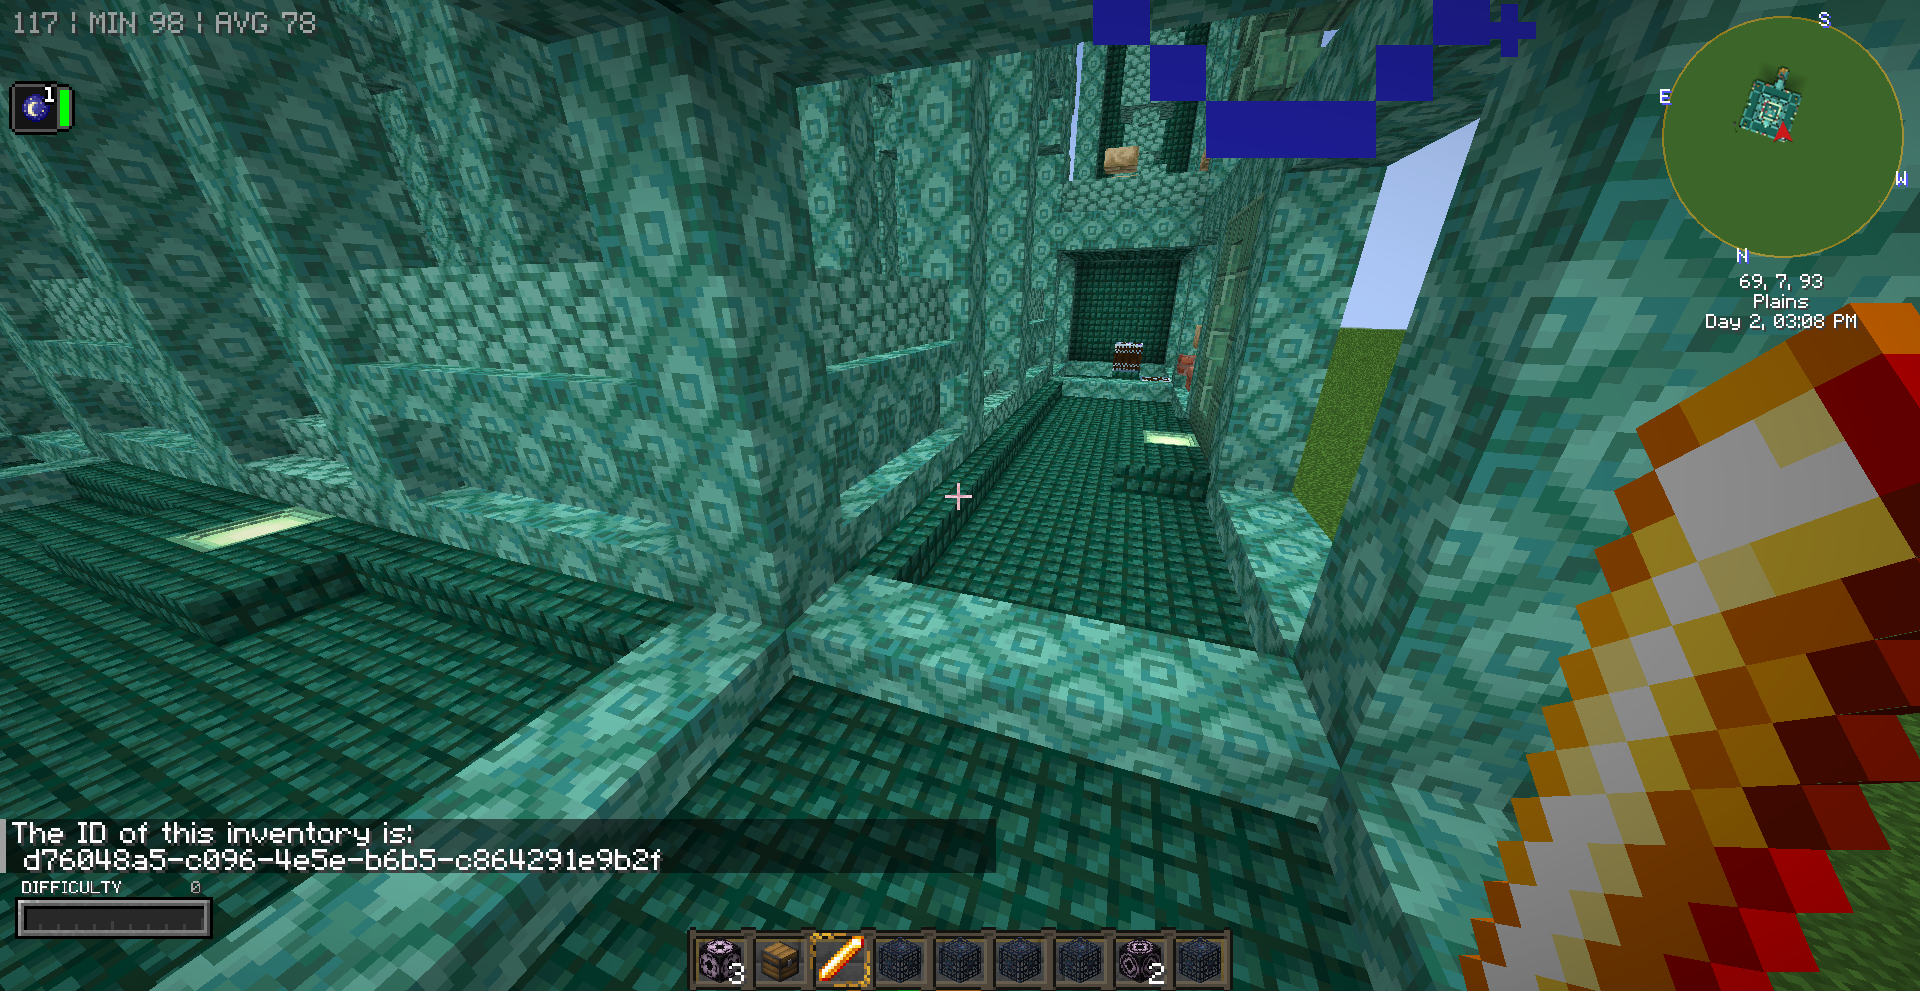 117 | MIN 98 | AVG 78
1
S
E
W
N
69, 7, 93
Plains
Day 2, 03:08 PM
The ID of this inventory is:
d76048a5-c096-4e5e-b6b5-c864291e9b2f
DIFFICULTY 0
3
2